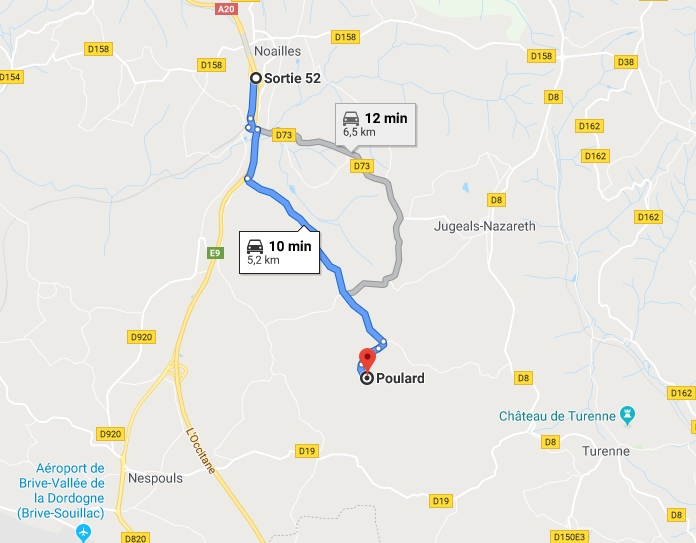 A20
D158
Noailles
D158
D158
D158
D154
D38
Sortie 52
D8
12 min
6,5 km
D162
D73
D162
D73
D8
D162
Jugeals-Nazareth
10 min
5,2 km
E9
D920
Poulard
D8
D162
Château de Turenne
D920
D8
L'Occitane
D19
Turenne
Aéroport de
Brive-Vallée de
la Dordogne
(Brive-Souillac)
Nespouls
D19
D8
D820
D150E3